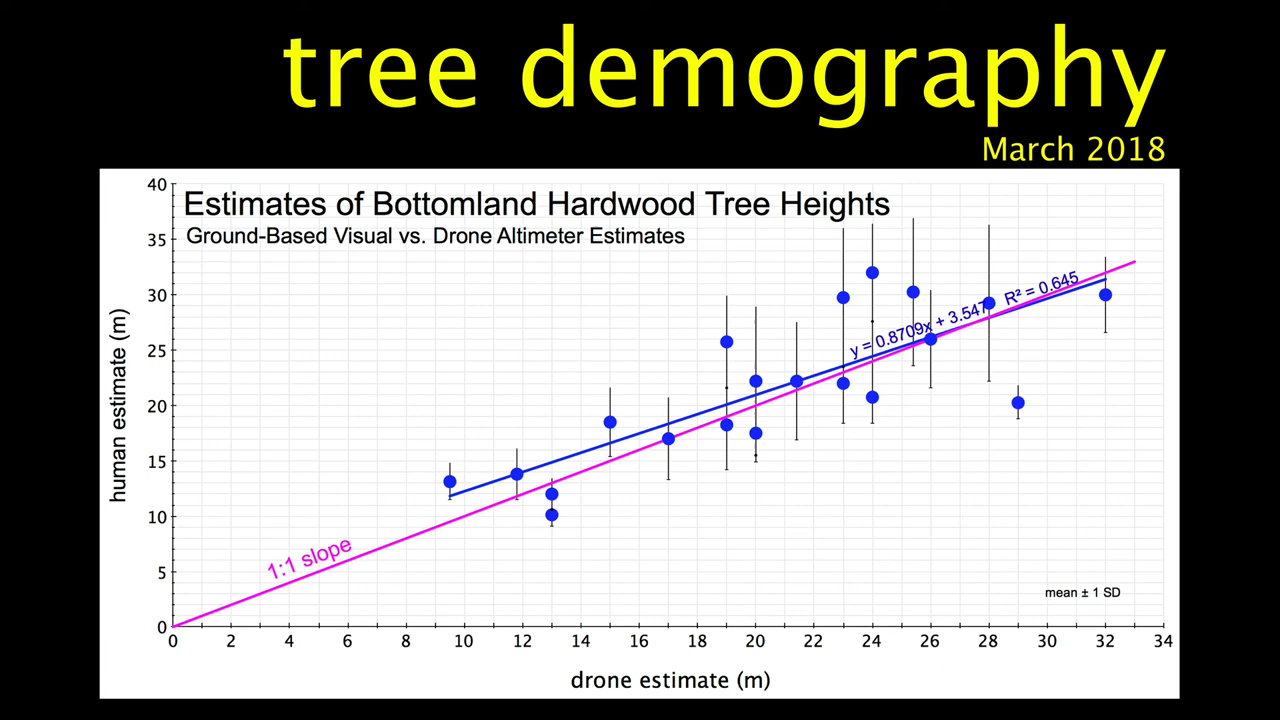 tree demography
March 2018
Estimates of Bottomland Hardwood Tree Heights
Ground-Based Visual vs. Drone Altimeter Estimates
40
35
30
25
20
15
10
5
0
human estimate (m)
y = 0.8709x + 3.547
R² = 0.645
1:1 slope
mean ± 1 SD
0 2 4 6 8 10 12 14 16 18 20 22 24 26 28 30 32 34
drone estimate (m)